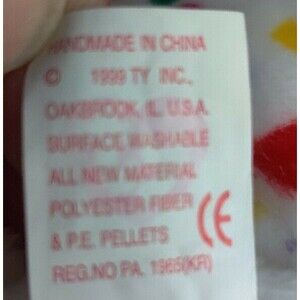 HANDMADE IN CHINA
© 1999 TY INC.,
OAKBROOK, IL. U.S.A.
SURFACE WASHABLE
ALL NEW MATERIAL
POLYESTER FIBER
& P.E. PELLETS CE
REG.NO PA. 1965(KR)